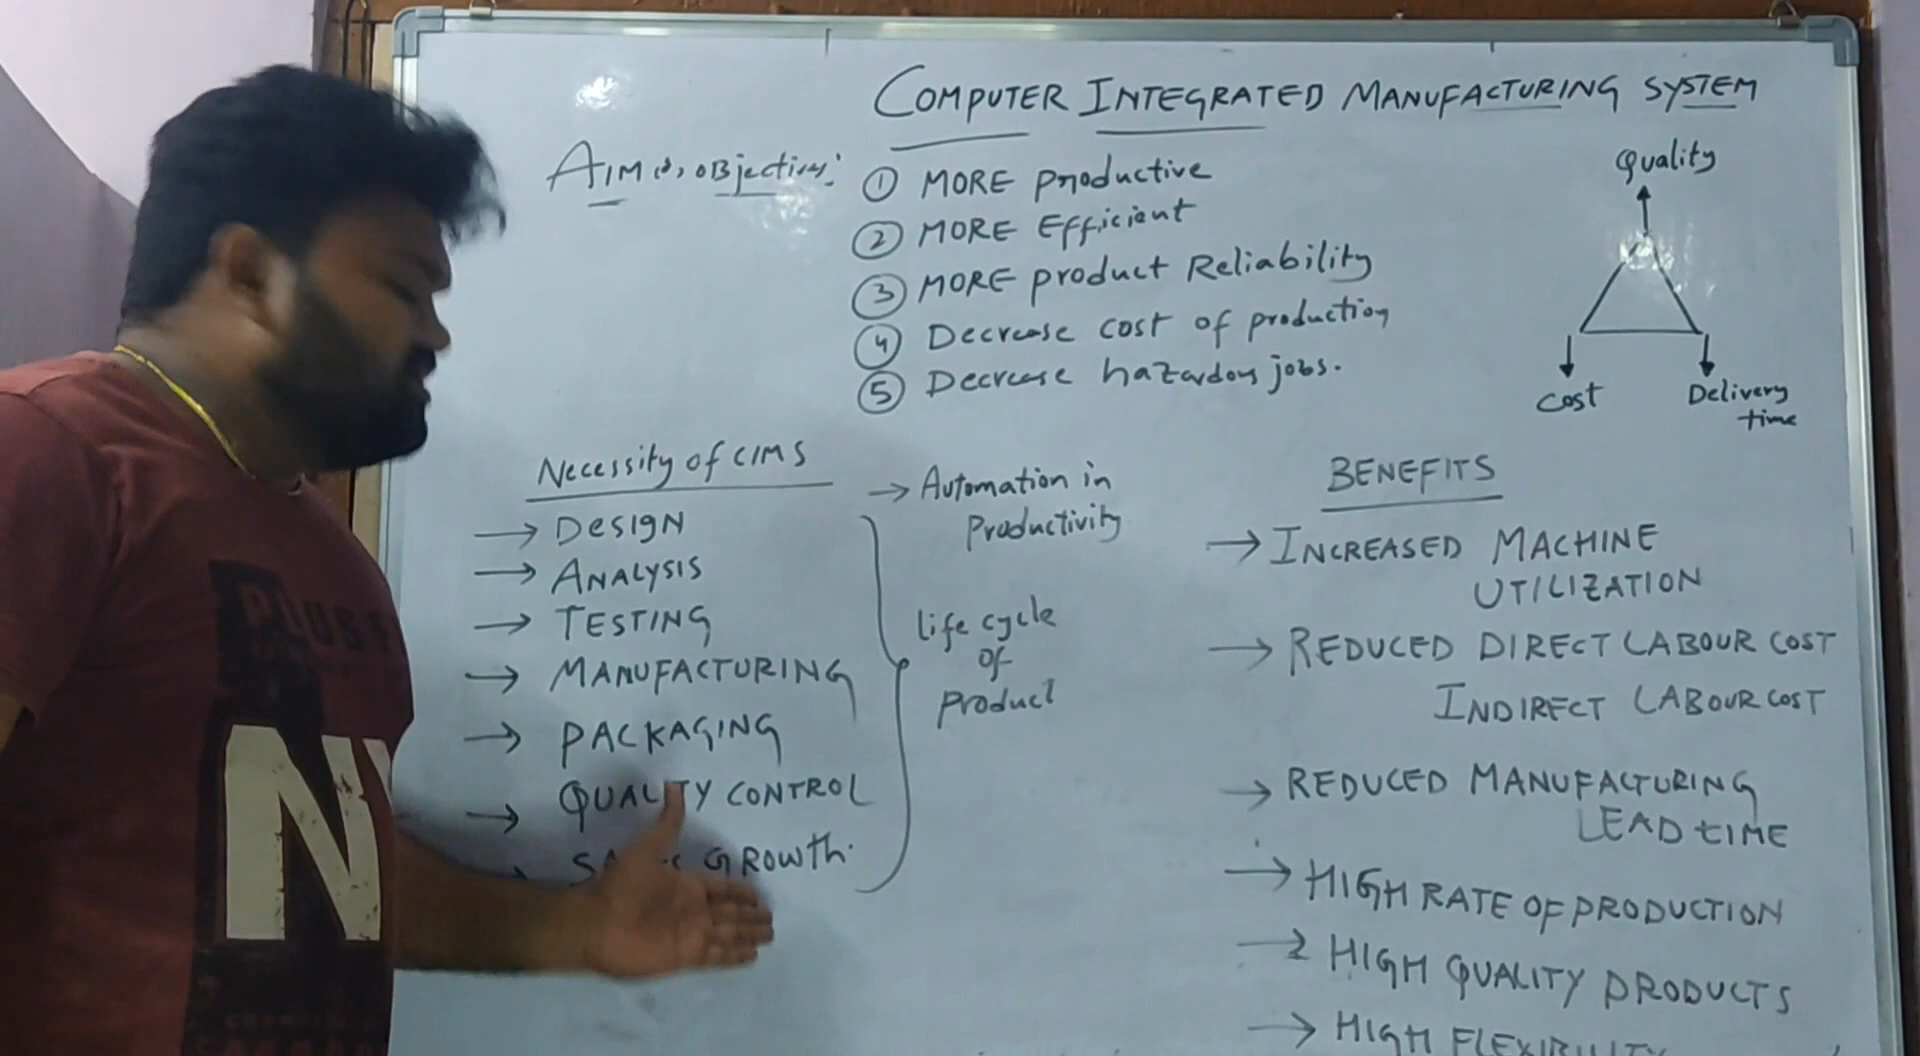 COMPUTER INTEGRATED MANUFACTURING SYSTEM
AIM
① MORE Productive
② MORE Efficient
③ MORE product Reliability
④ Decrease cost of production
⑤ Decrease hazardous jobs.
Quality
Cost
Delivery
time
Necessity of CIMS
→ DESIGN
→ ANALYSIS
→ TESTING
→ MANUFACTURING
→ PACKAGING
→ QUALITY CONTROL
GROWTH.
→ Automation in
Productivity
life cycle
of
Product
BENEFITS
→ INCREASED MACHINE
UTILIZATION
→ REDUCED DIRECT LABOUR COST
INDIRECT LABOUR COST
→ REDUCED MANUFACTURING
LEAD TIME
→ HIGH RATE OF PRODUCTION
→ HIGH QUALITY PRODUCTS
→ HIGH FLEXIBILITY
N